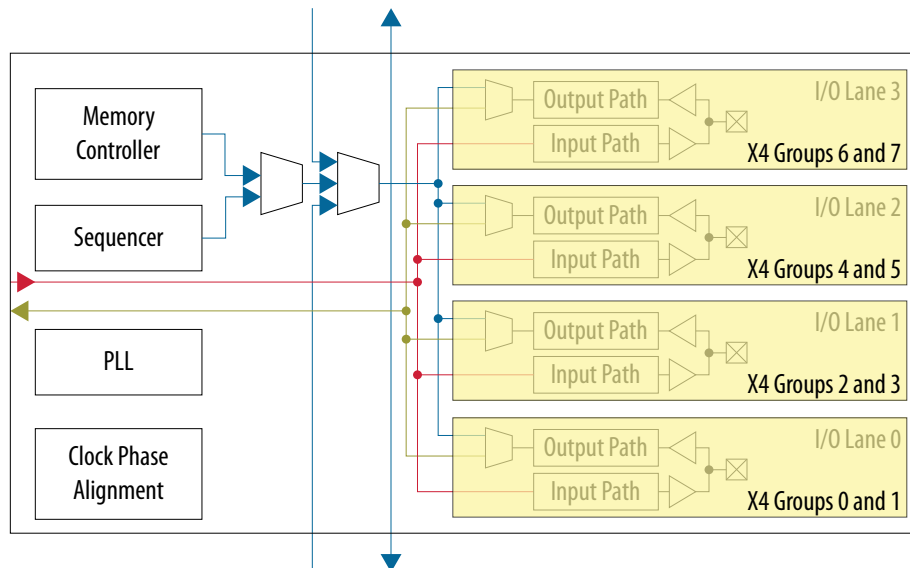 Memory
Controller
Sequencer
PLL
Clock Phase
Alignment
I/O Lane 3
Output Path
Input Path
X4 Groups 6 and 7
I/O Lane 2
Output Path
Input Path
X4 Groups 4 and 5
I/O Lane 1
Output Path
Input Path
X4 Groups 2 and 3
I/O Lane 0
Output Path
Input Path
X4 Groups 0 and 1